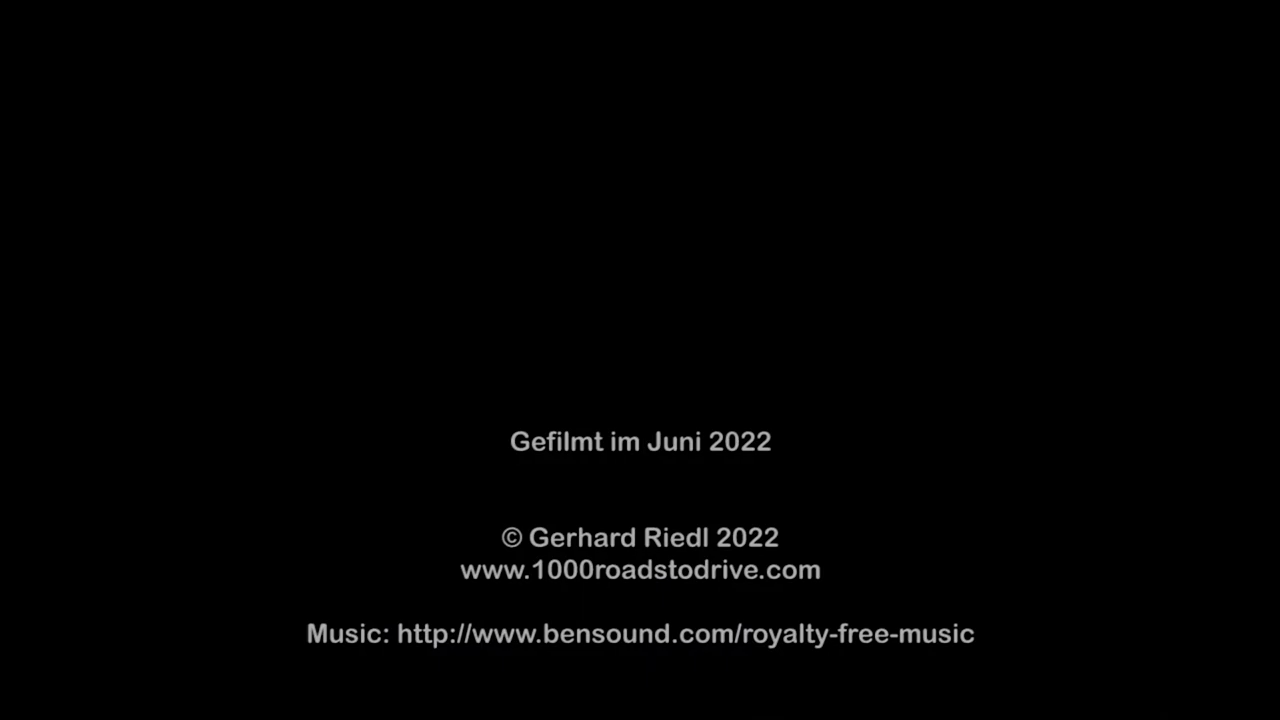 Gefilmt im Juni 2022
© Gerhard Riedl 2022
www.1000roadstodrive.com
Music: http://www.bensound.com/royalty-free-music